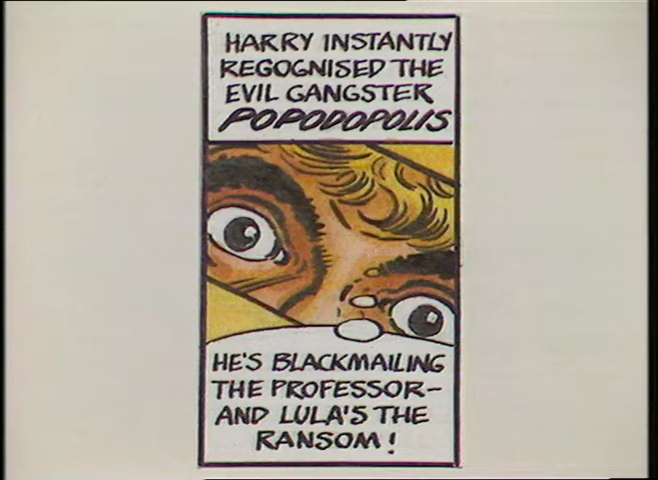 HARRY INSTANTLY
REGOGNISED THE
EVIL GANGSTER
POPODOPOLIS
HE'S BLACKMAILING
THE PROFESSOR-
AND LULA'S THE
RANSOM!